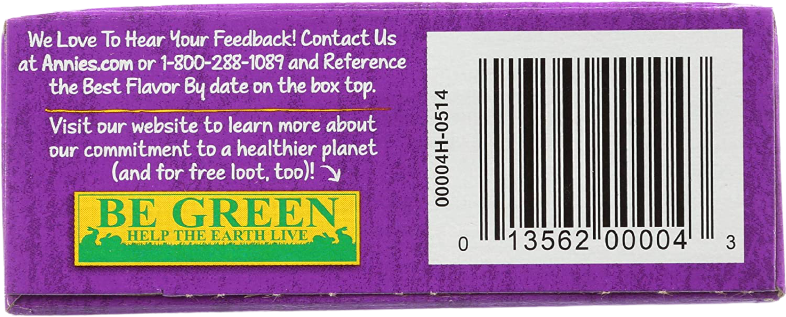 We Love To Hear Your Feedback! Contact Us
at Annies.com or 1-800-288-1089 and Reference
the Best Flavor By date on the box top.
Visit our website to learn more about
our commitment to a healthier planet
(and for free loot, too)!
BE GREEN
HELP THE EARTH LIVE
00004H-0514
0 13562 00004 3